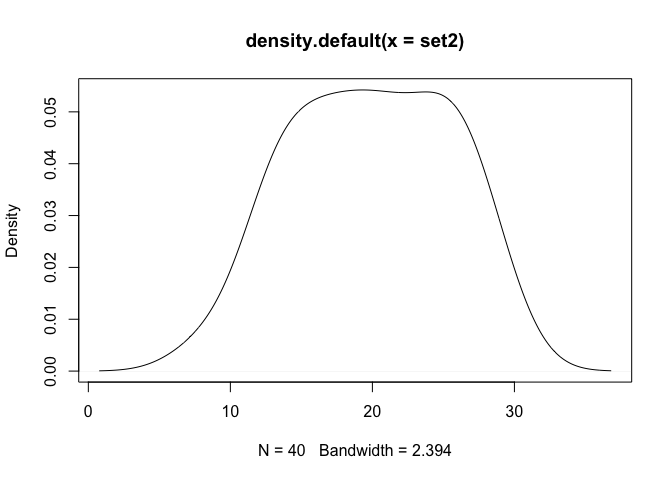 density.default(x = set2)
Density
0.05
0.04
0.03
0.02
0.01
0.00
0 10 20 30
N = 40 Bandwidth = 2.394